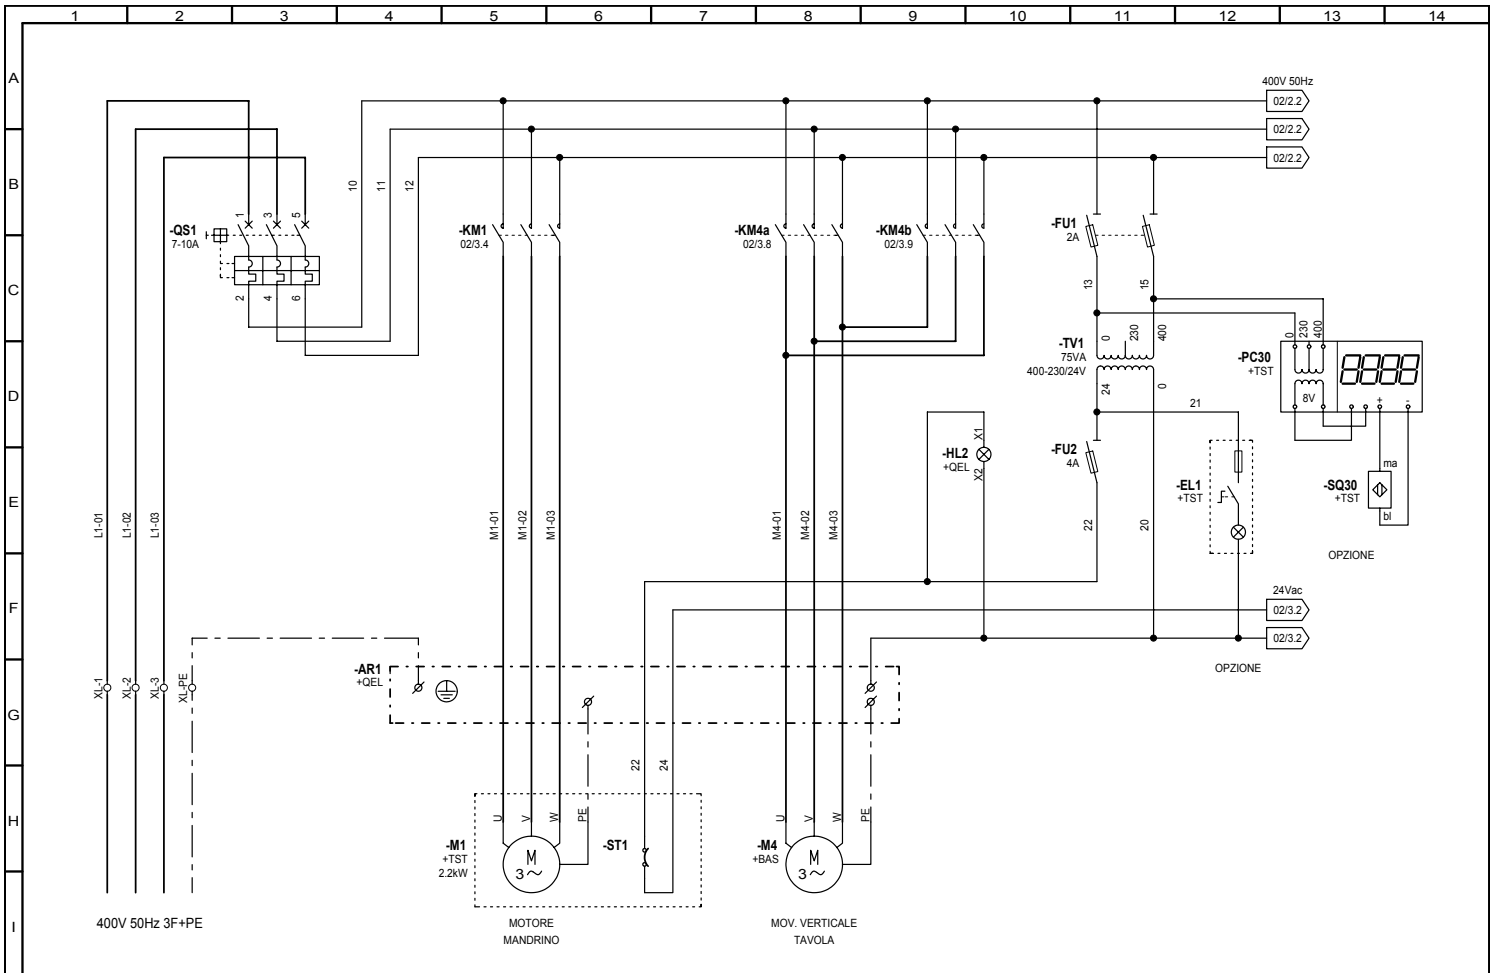 1 2 3 4 5 6 7 8 9 10 11 12 13 14
A
400V 50Hz
02/2.2
02/2.2
02/2.2
B
10
11
12
1
3
5
-QS1
7-10A
-KM1
02/3.4
-KM4a
02/3.8
-KM4b
02/3.9
-FU1
2A
C
2
4
6
13
15
0
230
400
-TV1
75VA
400-230/24V
0
230
400
-PC30
+TST
8888
8V
+
-
D
24
0
21
X1
-HL2
+QEL
X2
-FU2
4A
-EL1
+TST
ma
-SQ30
+TST
bl
OPZIONE
E
L1-01
L1-02
L1-03
M1-01
M1-02
M1-03
M4-01
M4-02
M4-03
22
20
F
24Vac
02/3.2
02/3.2
OPZIONE
-AR1
+QEL
XL-1
XL-2
XL-3
XL-PE
G
22
24
H
U
V
W
PE
-M1
+TST
2.2kW
M
3
-ST1
U
V
W
PE
-M4
+BAS
M
3
I
400V 50Hz 3F+PE
MOTORE
MANDRINO
MOV. VERTICALE
TAVOLA